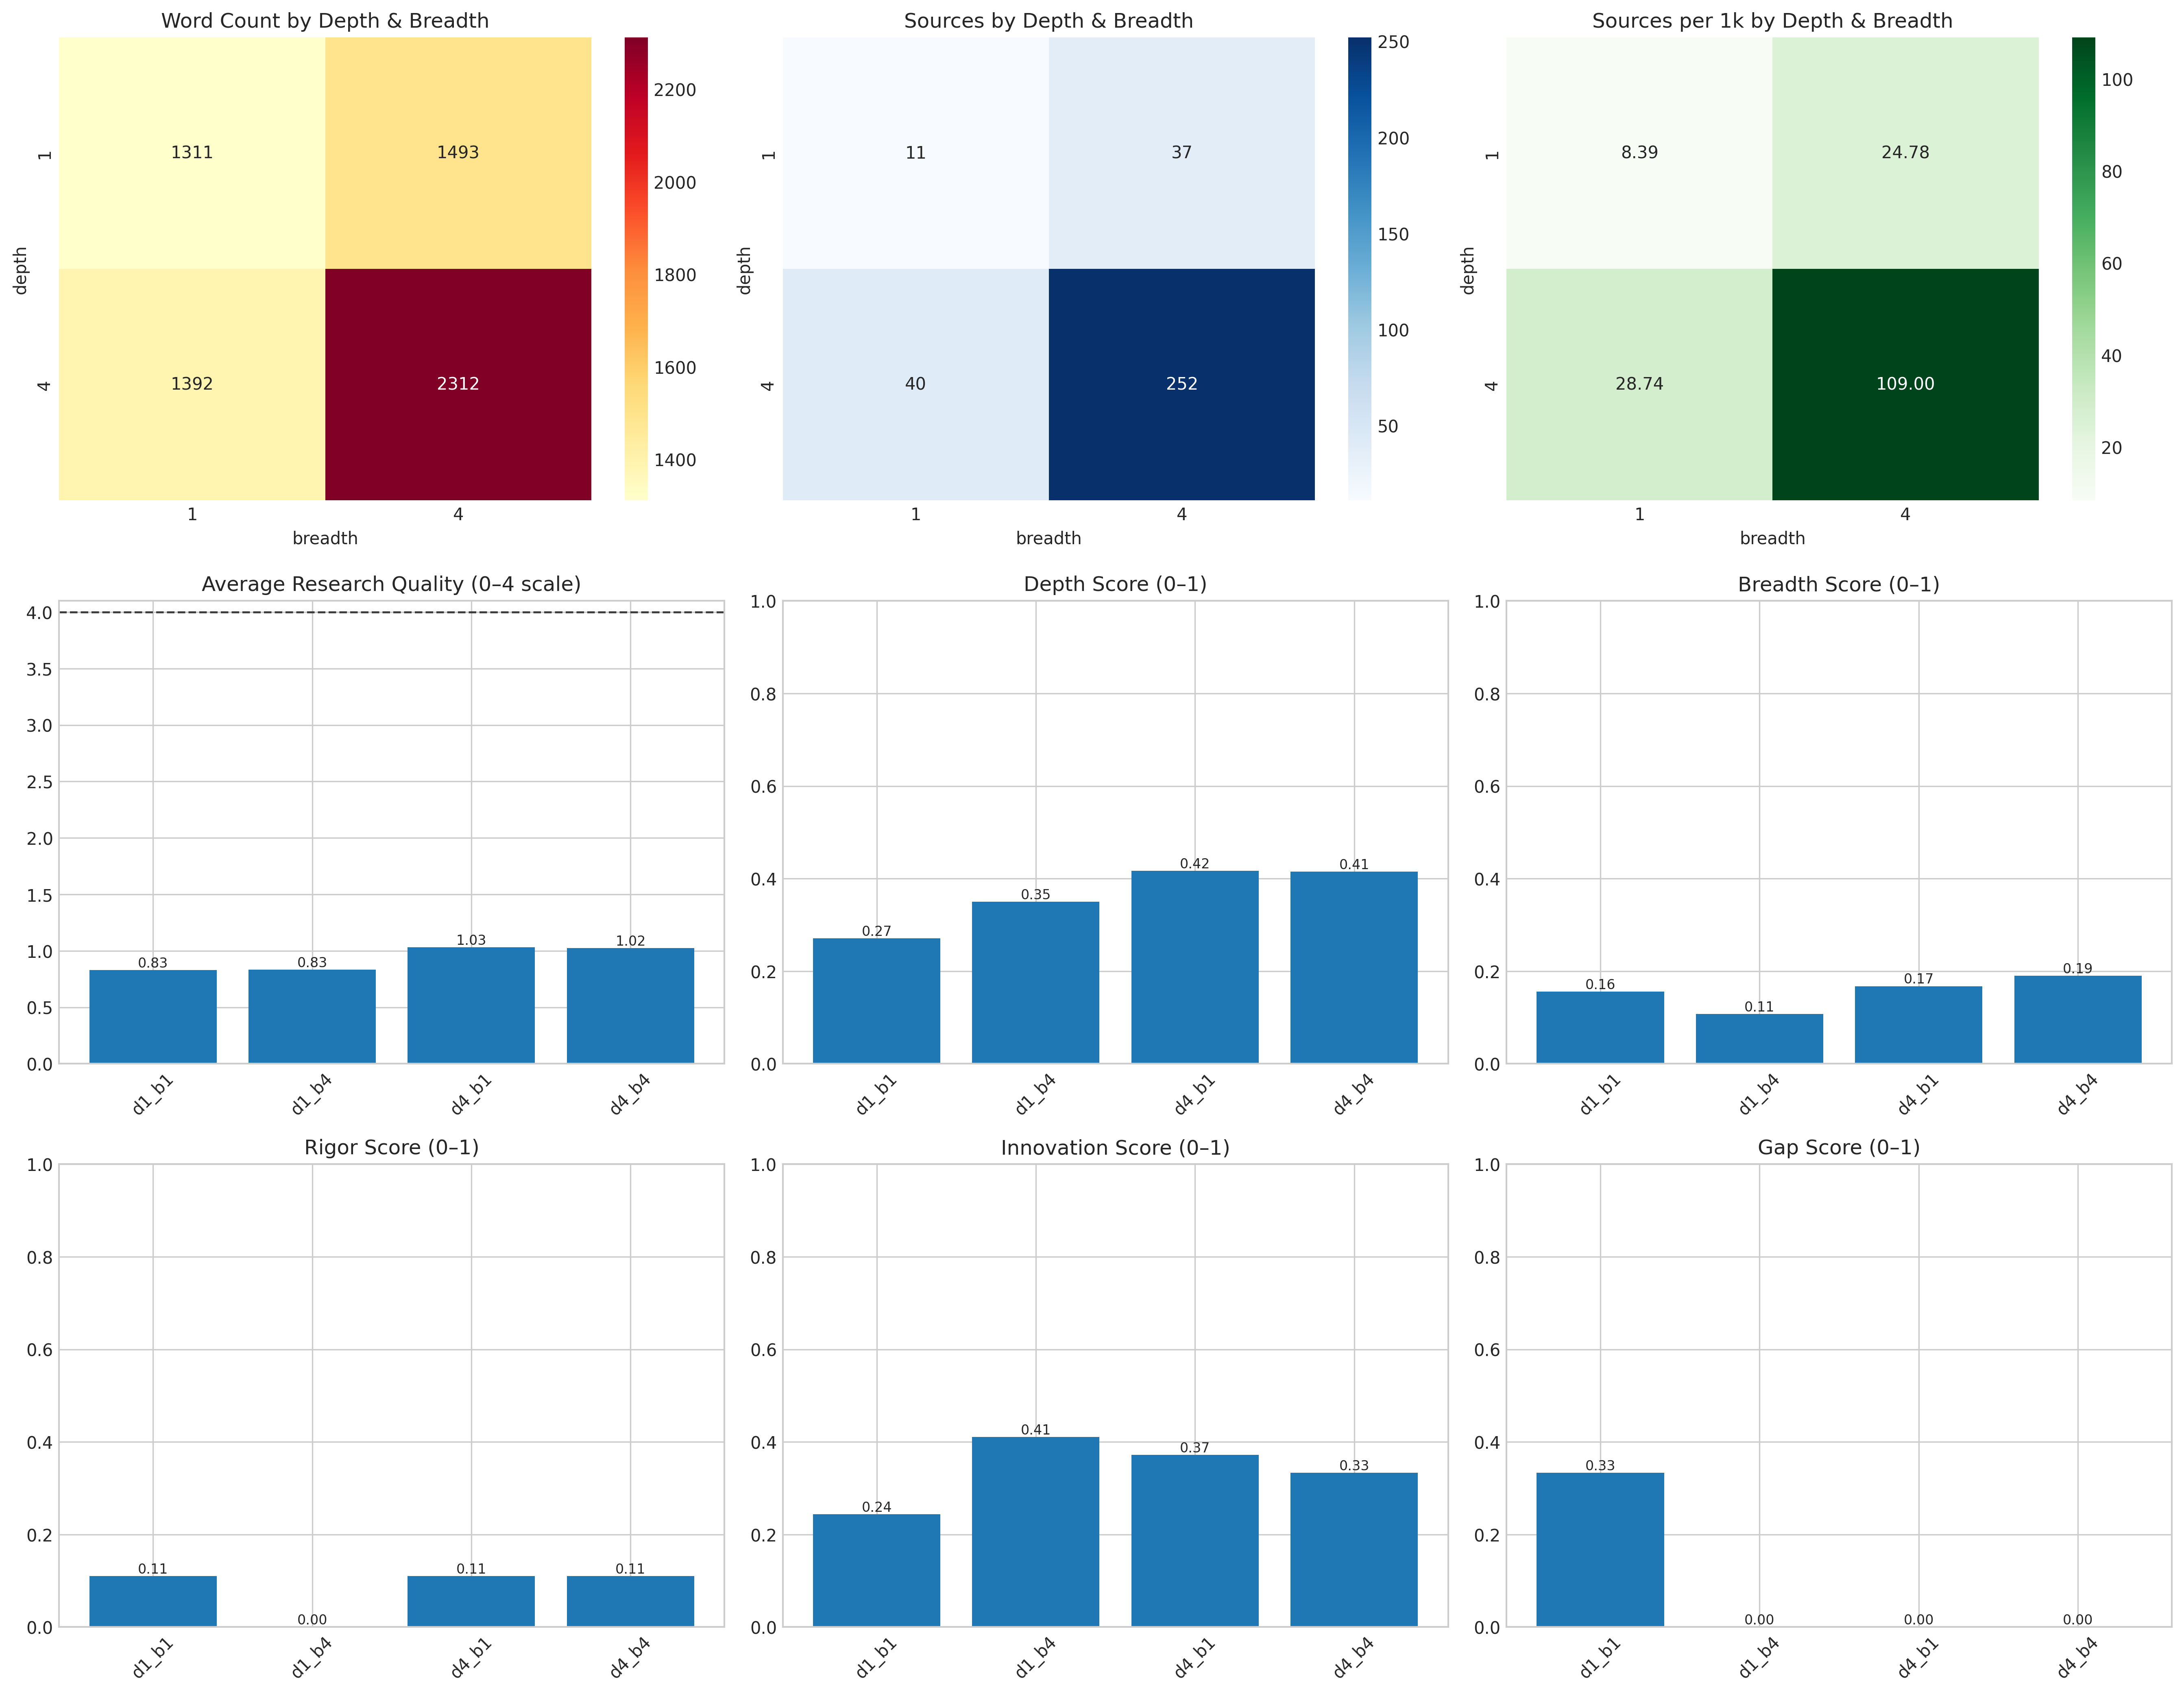 Word Count by Depth & Breadth
1311 1493
1392 2312
1
4
depth
1 4
breadth
2200
2000
1800
1600
1400
Sources by Depth & Breadth
11 37
40 252
1
4
depth
1 4
breadth
250
200
150
100
50
Sources per 1k by Depth & Breadth
8.39 24.78
28.74 109.00
1
4
depth
1 4
breadth
100
80
60
40
20
Average Research Quality (0–4 scale)
4.0
3.5
3.0
2.5
2.0
1.5
1.0
0.5
0.0
0.83 0.83 1.03 1.02
d1_b1 d1_b4 d4_b1 d4_b4
Depth Score (0–1)
1.0
0.8
0.6
0.4
0.2
0.0
0.27 0.35 0.42 0.41
d1_b1 d1_b4 d4_b1 d4_b4
Breadth Score (0–1)
1.0
0.8
0.6
0.4
0.2
0.0
0.16 0.11 0.17 0.19
d1_b1 d1_b4 d4_b1 d4_b4
Rigor Score (0–1)
1.0
0.8
0.6
0.4
0.2
0.0
0.11 0.00 0.11 0.11
d1_b1 d1_b4 d4_b1 d4_b4
Innovation Score (0–1)
1.0
0.8
0.6
0.4
0.2
0.0
0.24 0.41 0.37 0.33
d1_b1 d1_b4 d4_b1 d4_b4
Gap Score (0–1)
1.0
0.8
0.6
0.4
0.2
0.0
0.33 0.00 0.00 0.00
d1_b1 d1_b4 d4_b1 d4_b4